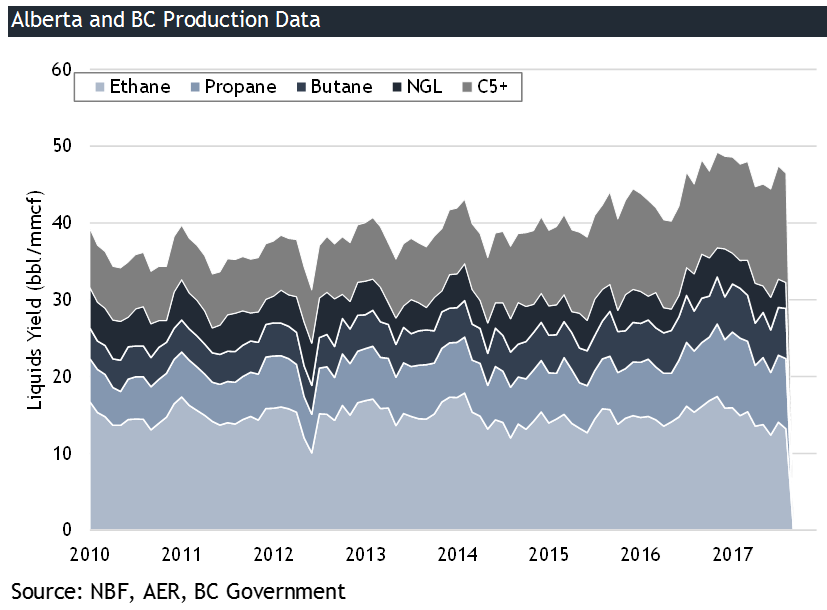 Alberta and BC Production Data
60
Ethane Propane Butane NGL C5+
50
40
30
20
10
0
Liquids Yield (bbl/mmcf)
2010 2011 2012 2013 2014 2015 2016 2017
Source: NBF, AER, BC Government